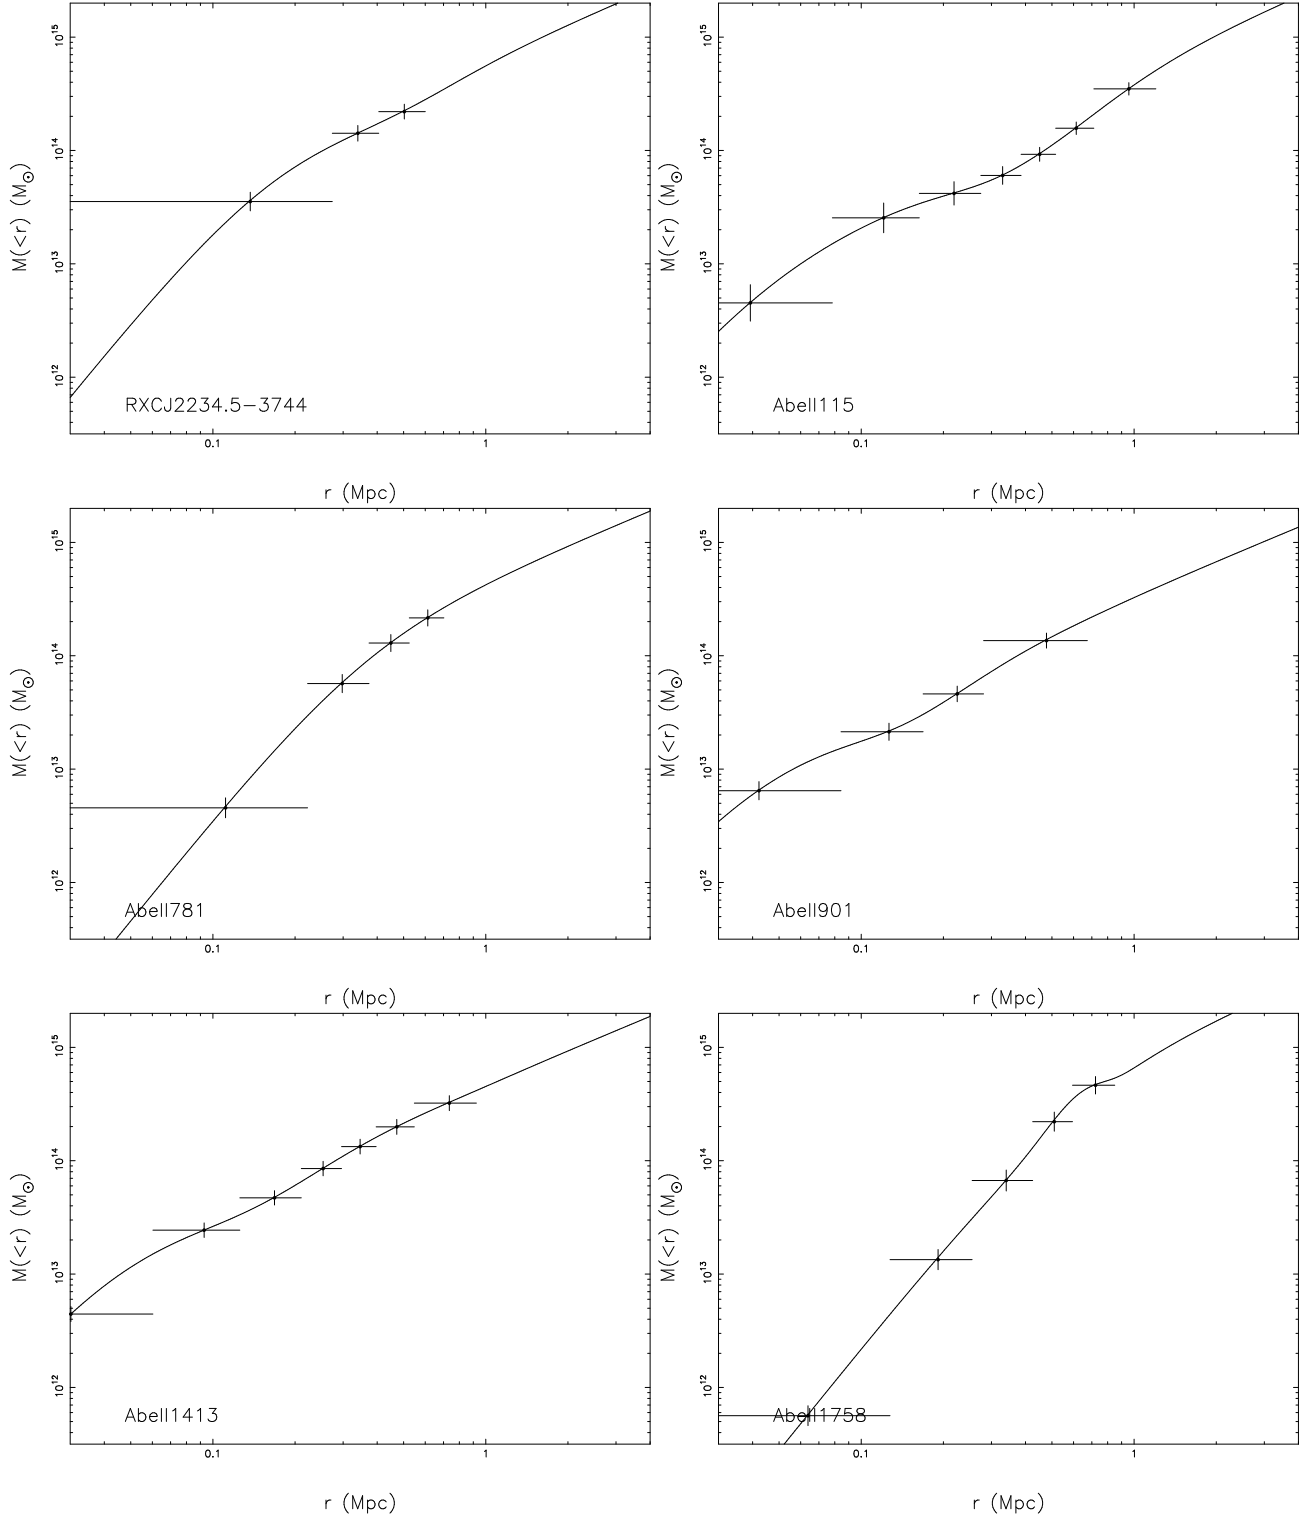 10¹⁵
10¹⁴
10¹³
10¹²
M(<r) (M☉)
RXCJ2234.5−3744
0.1 1
r (Mpc)
10¹⁵
10¹⁴
10¹³
10¹²
M(<r) (M☉)
Abell115
0.1 1
r (Mpc)
10¹⁵
10¹⁴
10¹³
10¹²
M(<r) (M☉)
Abell781
0.1 1
r (Mpc)
10¹⁵
10¹⁴
10¹³
10¹²
M(<r) (M☉)
Abell901
0.1 1
r (Mpc)
10¹⁵
10¹⁴
10¹³
10¹²
M(<r) (M☉)
Abell1413
0.1 1
r (Mpc)
10¹⁵
10¹⁴
10¹³
10¹²
M(<r) (M☉)
Abell1758
0.1 1
r (Mpc)